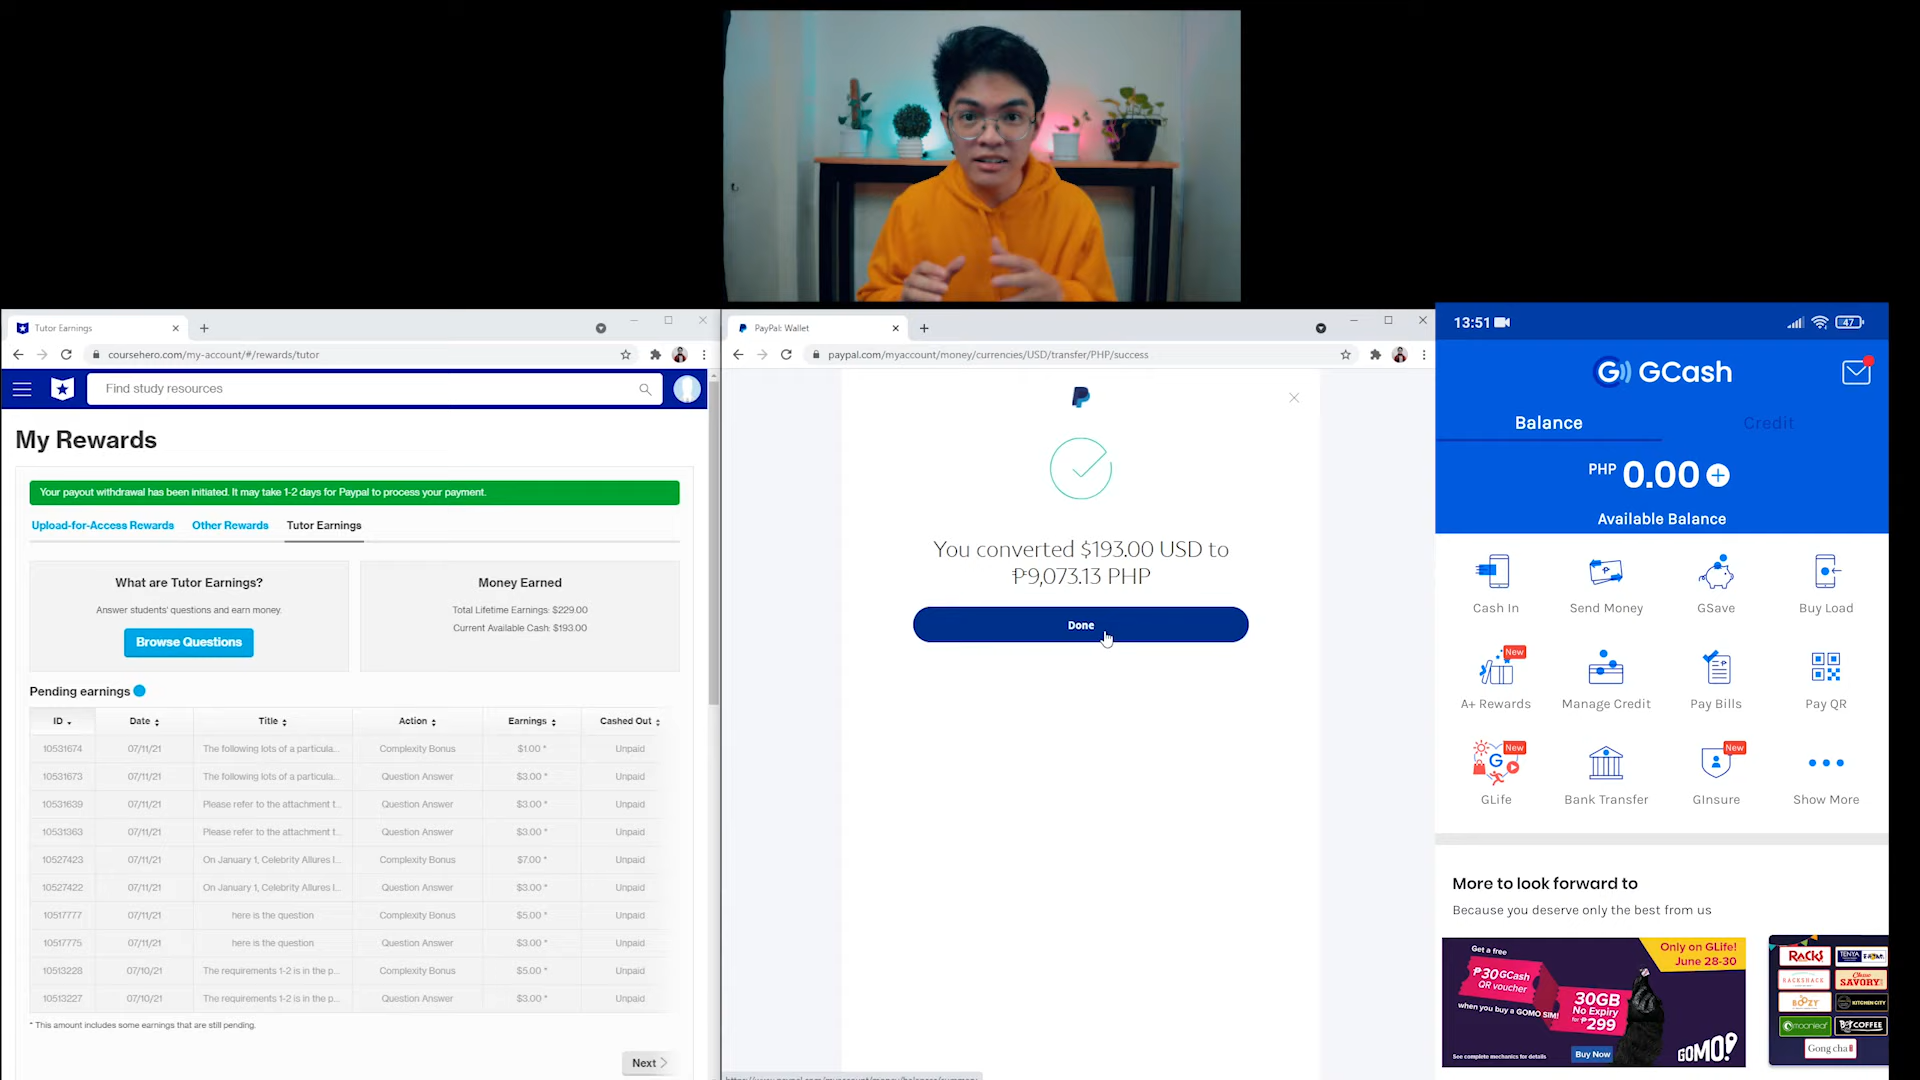 Tutor Earnings
coursehero.com/my-account/#/rewards/tutor
Find study resources
My Rewards
Your payout withdrawal has been initiated. It may take 1-2 days for Paypal to process your payment.
Upload-for-Access Rewards
Other Rewards
Tutor Earnings
What are Tutor Earnings?
Answer students' questions and earn money.
Browse Questions
Money Earned
Total Lifetime Earnings: $229.00
Current Available Cash: $193.00
Pending earnings
ID Date Title Action Earnings Cashed Out
10531674 07/11/21 The following lots of a particula... Complexity Bonus $1.00 * Unpaid
10531673 07/11/21 The following lots of a particula... Question Answer $3.00 * Unpaid
10531639 07/11/21 Please refer to the attachment t... Question Answer $3.00 * Unpaid
10531363 07/11/21 Please refer to the attachment t... Question Answer $3.00 * Unpaid
10527423 07/11/21 On January 1, Celebrity Allures l... Complexity Bonus $7.00 * Unpaid
10527422 07/11/21 On January 1, Celebrity Allures l... Question Answer $3.00 * Unpaid
10517777 07/11/21 here is the question Complexity Bonus $5.00 * Unpaid
10517775 07/11/21 here is the question Question Answer $3.00 * Unpaid
10513228 07/10/21 The requirements 1-2 is in the p... Complexity Bonus $5.00 * Unpaid
10513227 07/10/21 The requirements 1-2 is in the p... Question Answer $3.00 * Unpaid
* This amount includes some earnings that are still pending.
Next
PayPal: Wallet
paypal.com/myaccount/money/currencies/USD/transfer/PHP/success
You converted $193.00 USD to
₱9,073.13 PHP
Done
13:51
47
GCash
Balance
Credit
PHP 0.00
Available Balance
Cash In
Send Money
GSave
Buy Load
New
A+ Rewards
Manage Credit
Pay Bills
Pay QR
New
New
GLife
Bank Transfer
GInsure
Show More
More to look forward to
Because you deserve only the best from us
Get a free
₱30 GCash
QR voucher
when you buy a GOMO SIM!
Only on GLife!
June 28-30
30GB
No Expiry
for ₱299
Buy Now
See complete mechanics for details
GOMO!
RACKS
TENYA
RACKSHACK
SAVORY
BOOZY
KITCHEN CITY
moonleaf
BO'S COFFEE
Gong cha